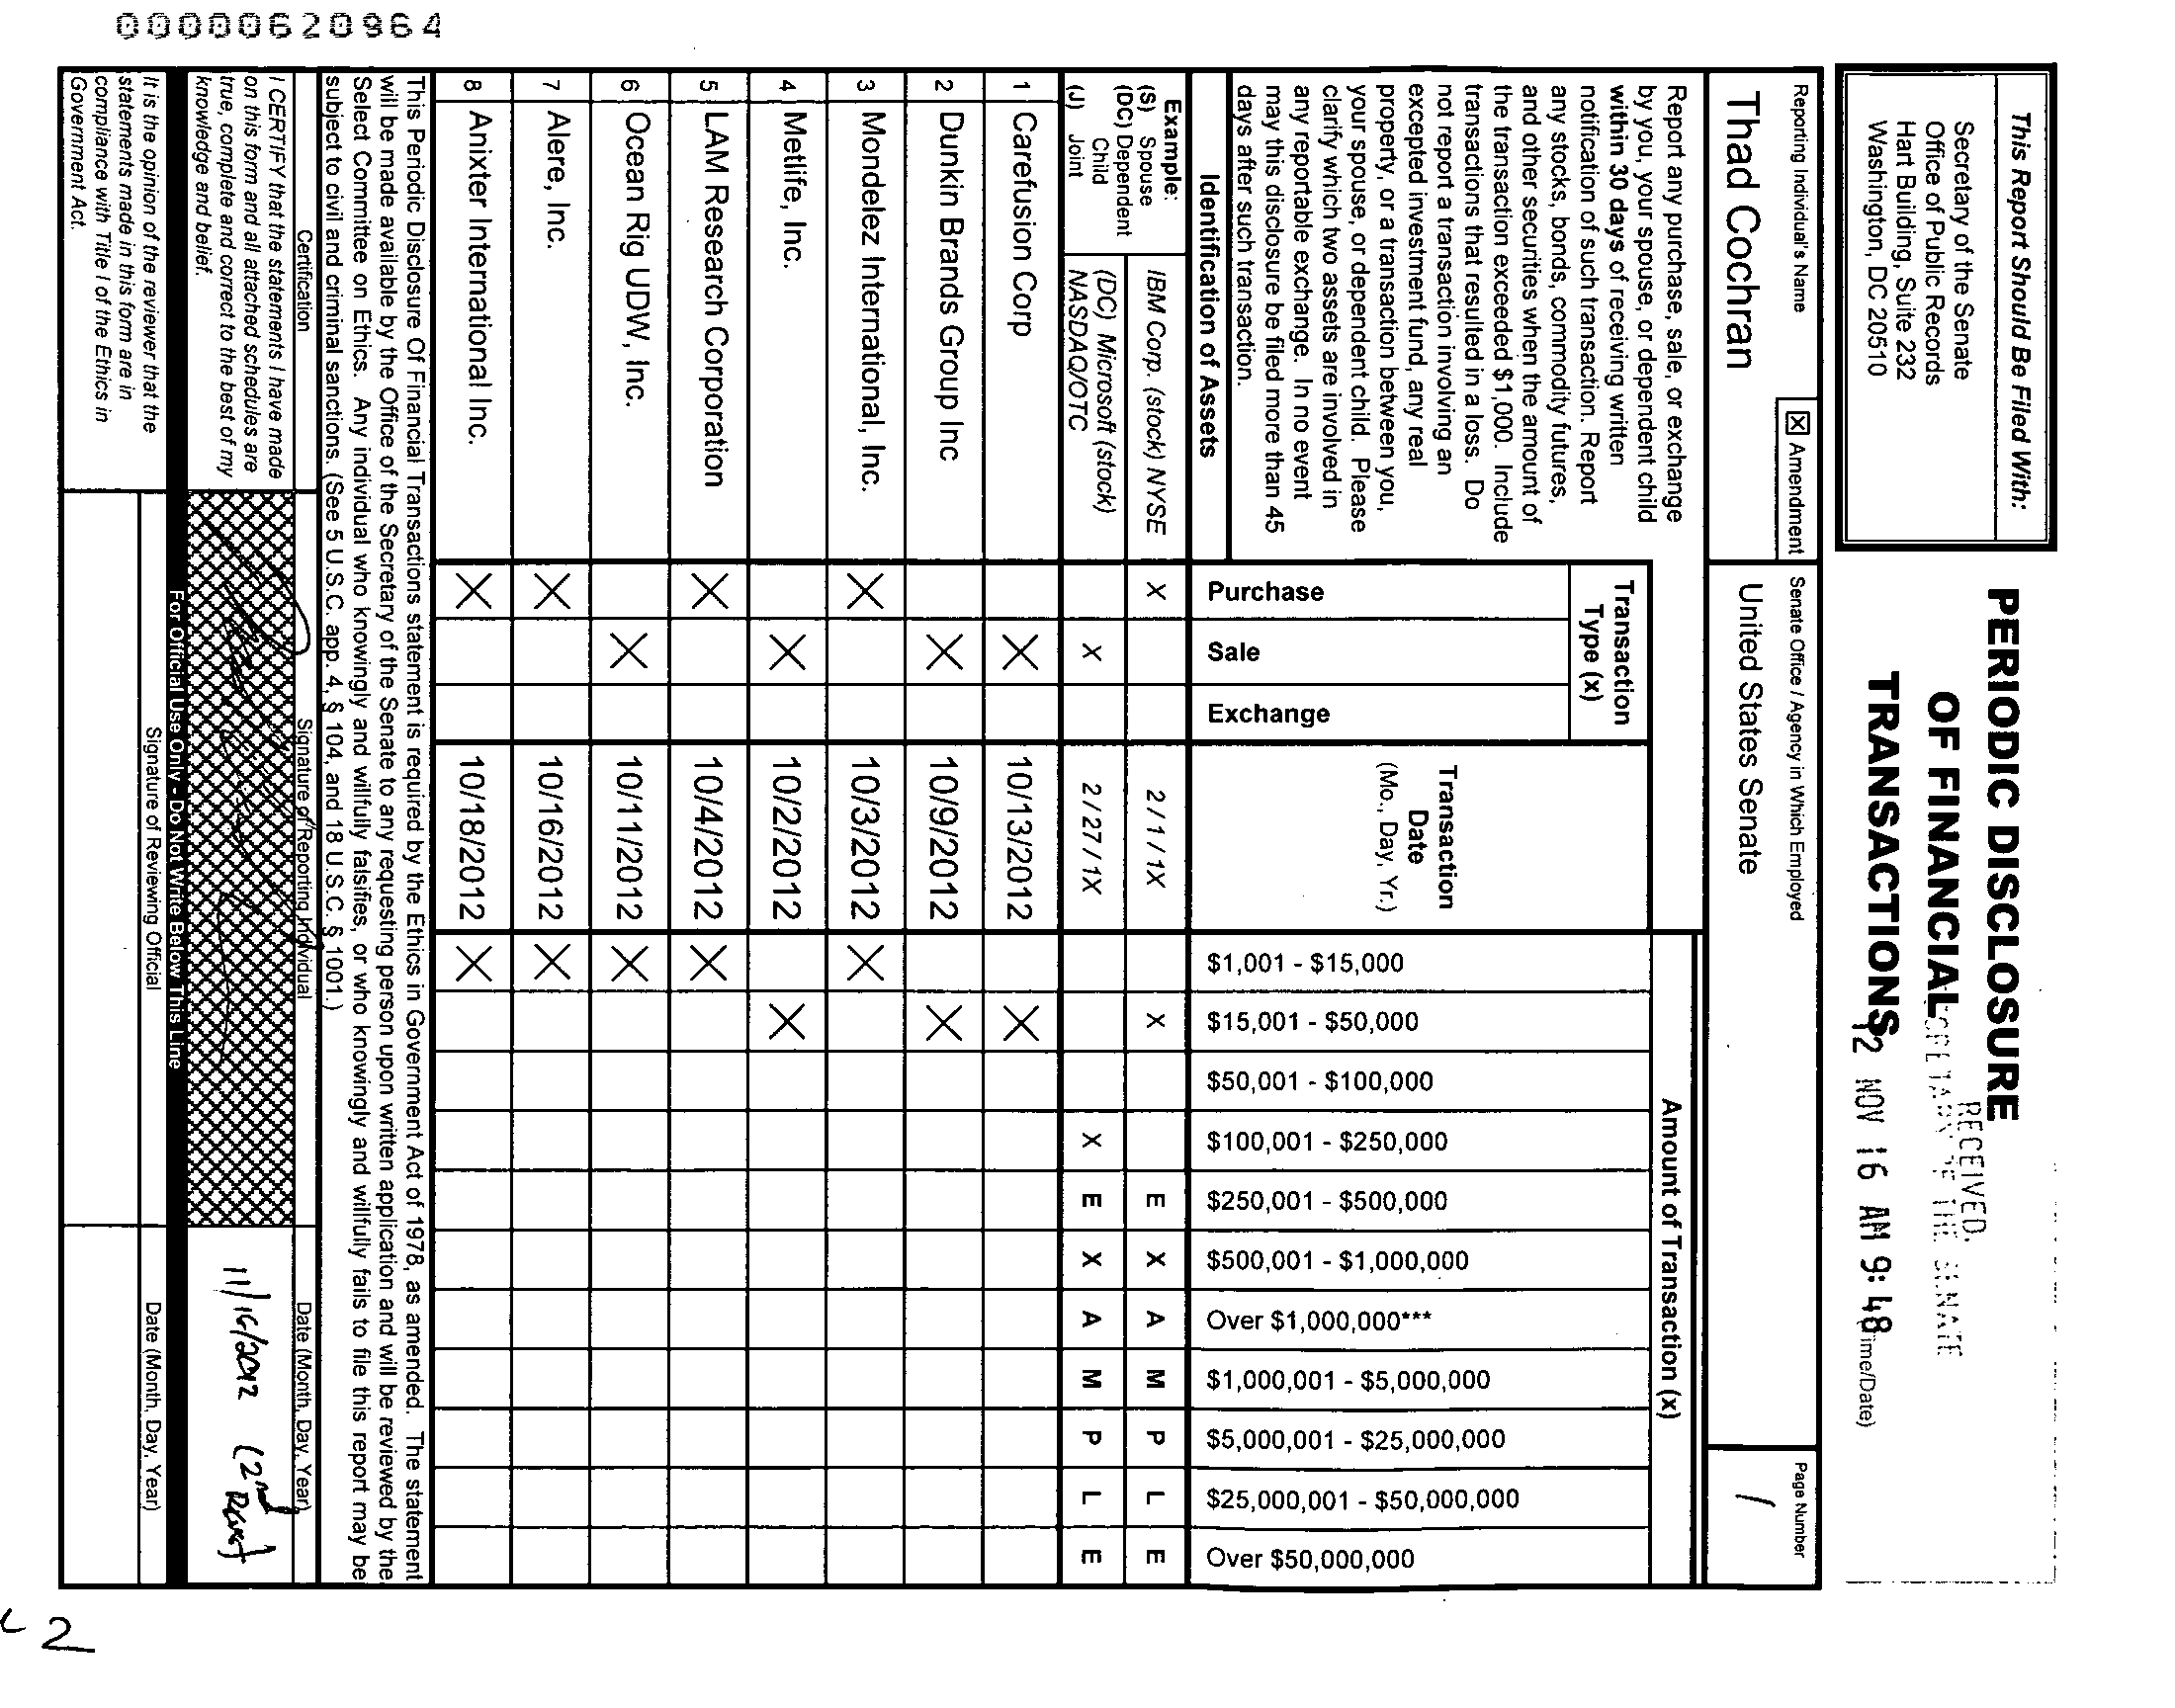 00000620964
This Report Should Be Filed With:
Secretary of the Senate
Office of Public Records
Hart Building, Suite 232
Washington, DC 20510
PERIODIC DISCLOSURE
OF FINANCIAL
TRANSACTIONS
RECEIVED
SECRETARY OF THE SENATE
12 NOV 16 AM 9:48
Time/Date)
Reporting Individual's Name
Thad Cochran
☒ Amendment
Senate Office / Agency in Which Employed
United States Senate
Page Number
1
Report any purchase, sale, or exchange
by you, your spouse, or dependent child
within 30 days of receiving written
notification of such transaction. Report
any stocks, bonds, commodity futures,
and other securities when the amount of
the transaction exceeded $1,000. Include
transactions that resulted in a loss. Do
not report a transaction involving an
excepted investment fund, any real
property, or a transaction between you,
your spouse, or dependent child. Please
clarify which two assets are involved in
any reportable exchange. In no event
may this disclosure be filed more than 45
days after such transaction.
Transaction
Type (x)
Transaction
Date
(Mo., Day, Yr.)
Amount of Transaction (x)
Identification of Assets
Purchase
Sale
Exchange
$1,001 - $15,000
$15,001 - $50,000
$50,001 - $100,000
$100,001 - $250,000
$250,001 - $500,000
$500,001 - $1,000,000
Over $1,000,000***
$1,000,001 - $5,000,000
$5,000,001 - $25,000,000
$25,000,001 - $50,000,000
Over $50,000,000
Example:
(S) Spouse
(DC) Dependent
Child
(J) Joint
IBM Corp. (stock) NYSE X 2 / 1 / 1X X E X A M P L E
(DC) Microsoft (stock)
NASDAQ/OTC X 2 / 27 / 1X X E X A M P L E
1 Carefusion Corp X 10/13/2012 X
2 Dunkin Brands Group Inc X 10/9/2012 X
3 Mondelez International, Inc. X 10/3/2012 X
4 Metlife, Inc. X 10/2/2012 X
5 LAM Research Corporation X 10/4/2012 X
6 Ocean Rig UDW, Inc. X 10/11/2012 X
7 Alere, Inc. X 10/16/2012 X
8 Anixter International Inc. X 10/18/2012 X
This Periodic Disclosure Of Financial Transactions statement is required by the Ethics in Government Act of 1978, as amended. The statement
will be made available by the Office of the Secretary of the Senate to any requesting person upon written application and will be reviewed by the
Select Committee on Ethics. Any individual who knowingly and willfully falsifies, or who knowingly and willfully fails to file this report may be
subject to civil and criminal sanctions. (See 5 U.S.C. app. 4, § 104, and 18 U.S.C. § 1001.)
Certification
Signature of Reporting Individual
Date (Month, Day, Year)
I CERTIFY that the statements I have made
on this form and all attached schedules are
true, complete and correct to the best of my
knowledge and belief.
11/16/2012 (2nd
For Official Use Only - Do Not Write Below This Line
It is the opinion of the reviewer that the
statements made in this form are in
compliance with Title I of the Ethics in
Government Act.
Signature of Reviewing Official
Date (Month, Day, Year)
2